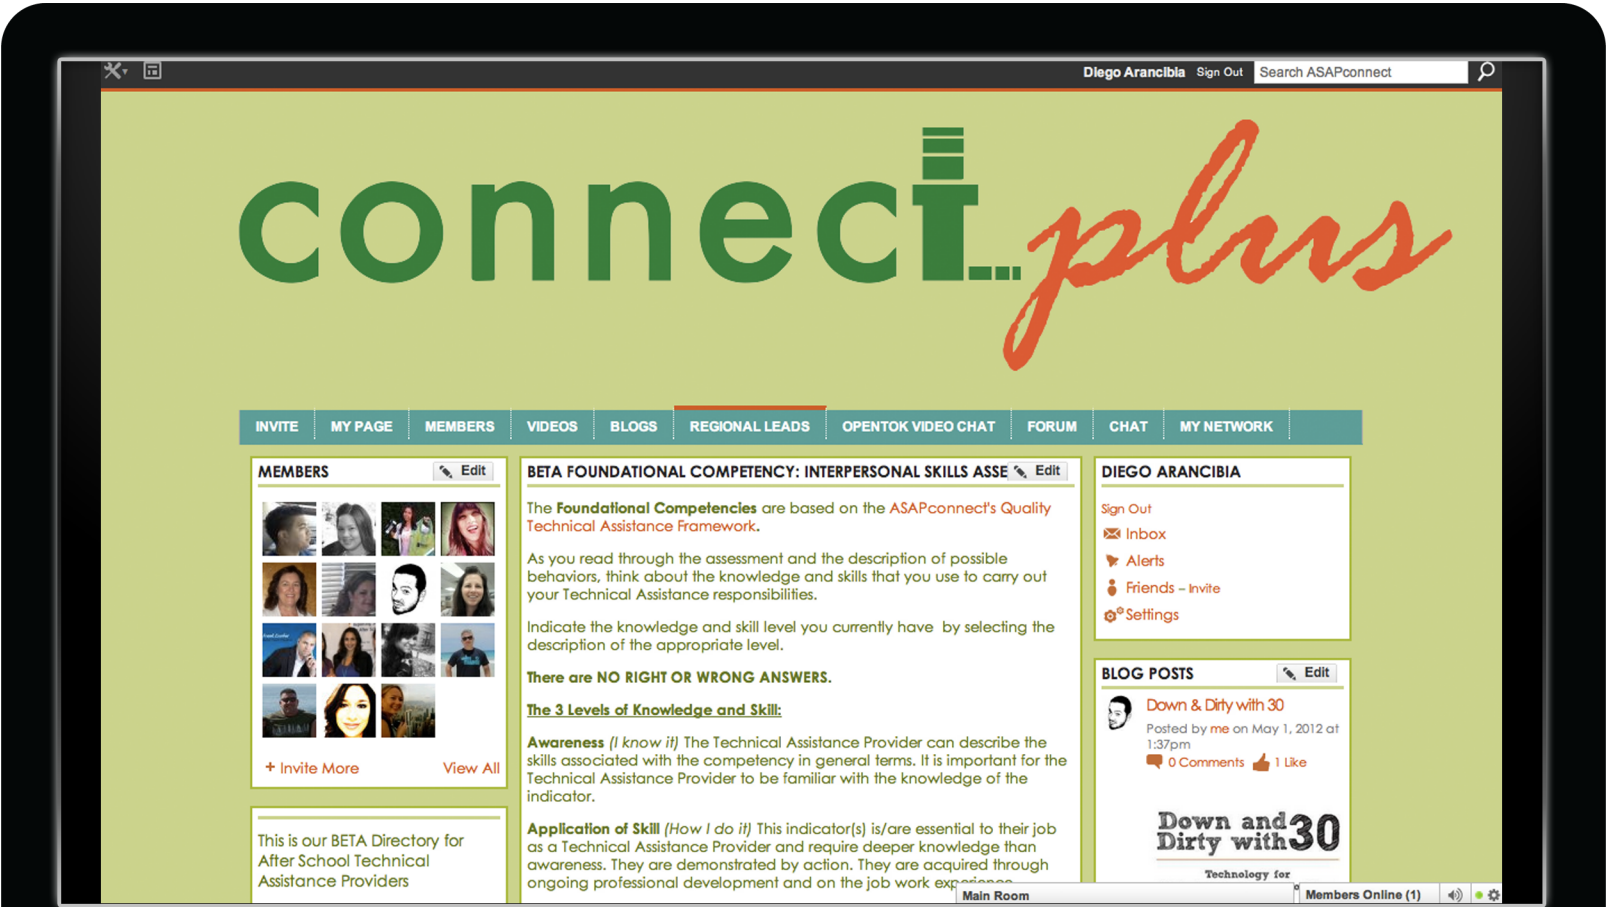 Diego Arancibia Sign Out Search ASAPconnect
connect...plus
INVITE MY PAGE MEMBERS VIDEOS BLOGS REGIONAL LEADS OPENTOK VIDEO CHAT FORUM CHAT MY NETWORK
MEMBERS Edit
+ Invite More View All
This is our BETA Directory for
After School Technical
Assistance Providers
BETA FOUNDATIONAL COMPETENCY: INTERPERSONAL SKILLS ASSE Edit
The Foundational Competencies are based on the ASAPconnect's Quality
Technical Assistance Framework.
As you read through the assessment and the description of possible
behaviors, think about the knowledge and skills that you use to carry out
your Technical Assistance responsibilities.
Indicate the knowledge and skill level you currently have by selecting the
description of the appropriate level.
There are NO RIGHT OR WRONG ANSWERS.
The 3 Levels of Knowledge and Skill:
Awareness (I know it) The Technical Assistance Provider can describe the
skills associated with the competency in general terms. It is important for the
Technical Assistance Provider to be familiar with the knowledge of the
indicator.
Application of Skill (How I do it) This indicator(s) is/are essential to their job
as a Technical Assistance Provider and require deeper knowledge than
awareness. They are demonstrated by action. They are acquired through
ongoing professional development and on the job work experience.
DIEGO ARANCIBIA
Sign Out
Inbox
Alerts
Friends – Invite
Settings
BLOG POSTS Edit
Down & Dirty with 30
Posted by me on May 1, 2012 at
1:37pm
0 Comments 1 Like
Down and
Dirty with 30
Technology for
Main Room Members Online (1)